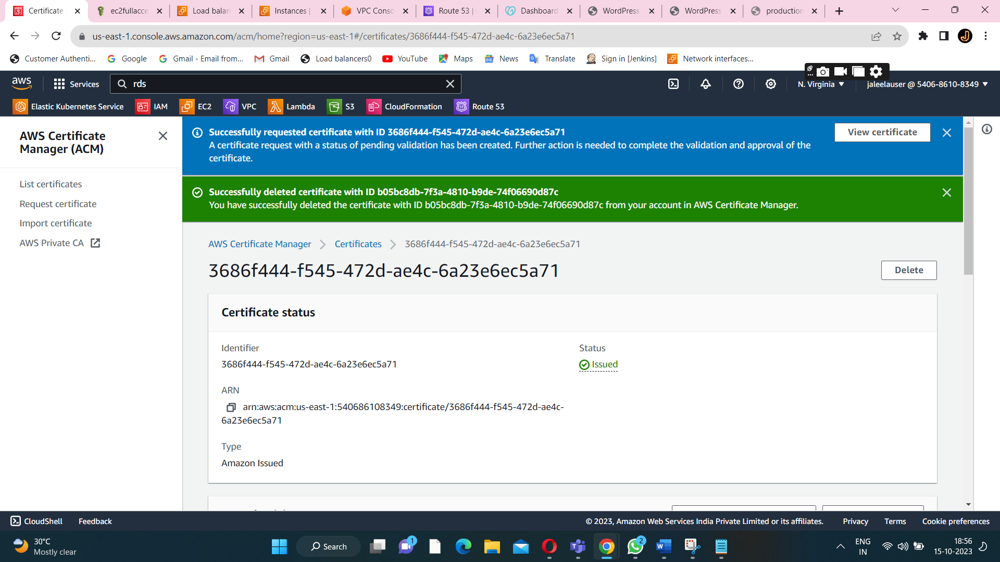 Certificate
ec2fullacce
Load balan
Instances |
VPC Conso
Route 53 |
Dashboard
WordPress
WordPress
production
us-east-1.console.aws.amazon.com/acm/home?region=us-east-1#/certificates/3686f444-f545-472d-ae4c-6a23e6ec5a71
Customer Authenti...
Google
Gmail - Email from...
Gmail
Load balancers0
YouTube
Maps
News
Translate
Sign in [Jenkins]
Network interfaces...
aws
Services
rds
N. Virginia
jaleelauser @ 5406-8610-8349
Elastic Kubernetes Service
IAM
EC2
VPC
Lambda
S3
CloudFormation
Route 53
AWS Certificate
Manager (ACM)
List certificates
Request certificate
Import certificate
AWS Private CA
Successfully requested certificate with ID 3686f444-f545-472d-ae4c-6a23e6ec5a71
A certificate request with a status of pending validation has been created. Further action is needed to complete the validation and approval of the
certificate.
View certificate
Successfully deleted certificate with ID b05bc8db-7f3a-4810-b9de-74f06690d87c
You have successfully deleted the certificate with ID b05bc8db-7f3a-4810-b9de-74f06690d87c from your account in AWS Certificate Manager.
AWS Certificate Manager
Certificates
3686f444-f545-472d-ae4c-6a23e6ec5a71
3686f444-f545-472d-ae4c-6a23e6ec5a71
Delete
Certificate status
Identifier
3686f444-f545-472d-ae4c-6a23e6ec5a71
Status
Issued
ARN
arn:aws:acm:us-east-1:540686108349:certificate/3686f444-f545-472d-ae4c-
6a23e6ec5a71
Type
Amazon Issued
CloudShell
Feedback
© 2023, Amazon Web Services India Private Limited or its affiliates.
Privacy
Terms
Cookie preferences
30°C
Mostly clear
Search
1
2
ENG
IN
18:56
15-10-2023